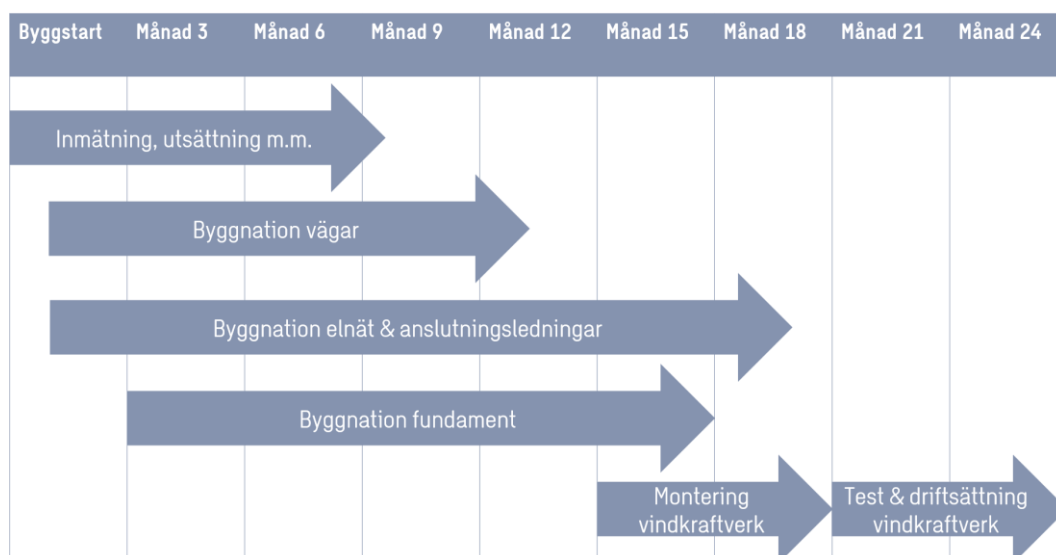 Byggstart Månad 3 Månad 6 Månad 9 Månad 12 Månad 15 Månad 18 Månad 21 Månad 24
Inmätning, utsättning m.m.
Byggnation vägar
Byggnation elnät & anslutningsledningar
Byggnation fundament
Montering
vindkraftverk
Test & driftsättning
vindkraftverk